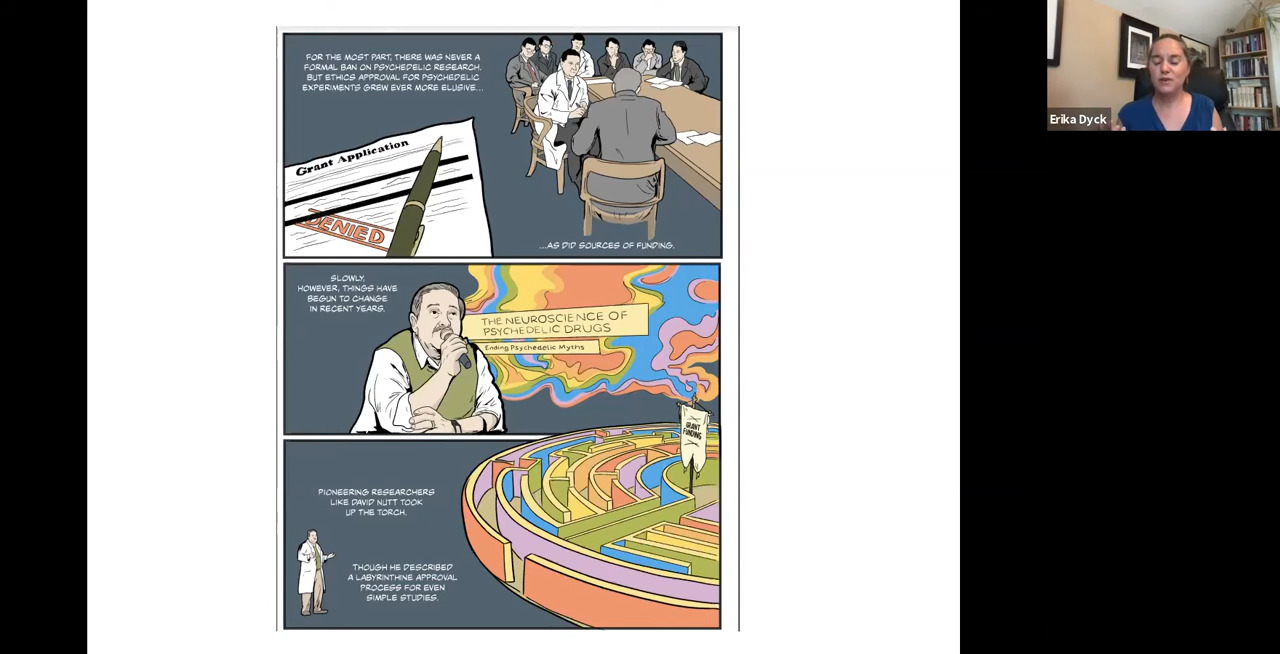 FOR THE MOST PART, THERE WAS NEVER A
FORMAL BAN ON PSYCHEDELIC RESEARCH.
BUT ETHICS APPROVAL FOR PSYCHEDELIC
EXPERIMENTS GREW EVER MORE ELUSIVE...
Grant Application
DENIED
...AS DID SOURCES OF FUNDING.
SLOWLY,
HOWEVER, THINGS HAVE
BEGUN TO CHANGE
IN RECENT YEARS.
THE NEUROSCIENCE OF
PSYCHEDELIC DRUGS
Ending Psychedelic Myths
GRANT
FUNDING
PIONEERING RESEARCHERS
LIKE DAVID NUTT TOOK
UP THE TORCH.
THOUGH HE DESCRIBED
A LABYRINTHINE APPROVAL
PROCESS FOR EVEN
SIMPLE STUDIES.
Erika Dyck